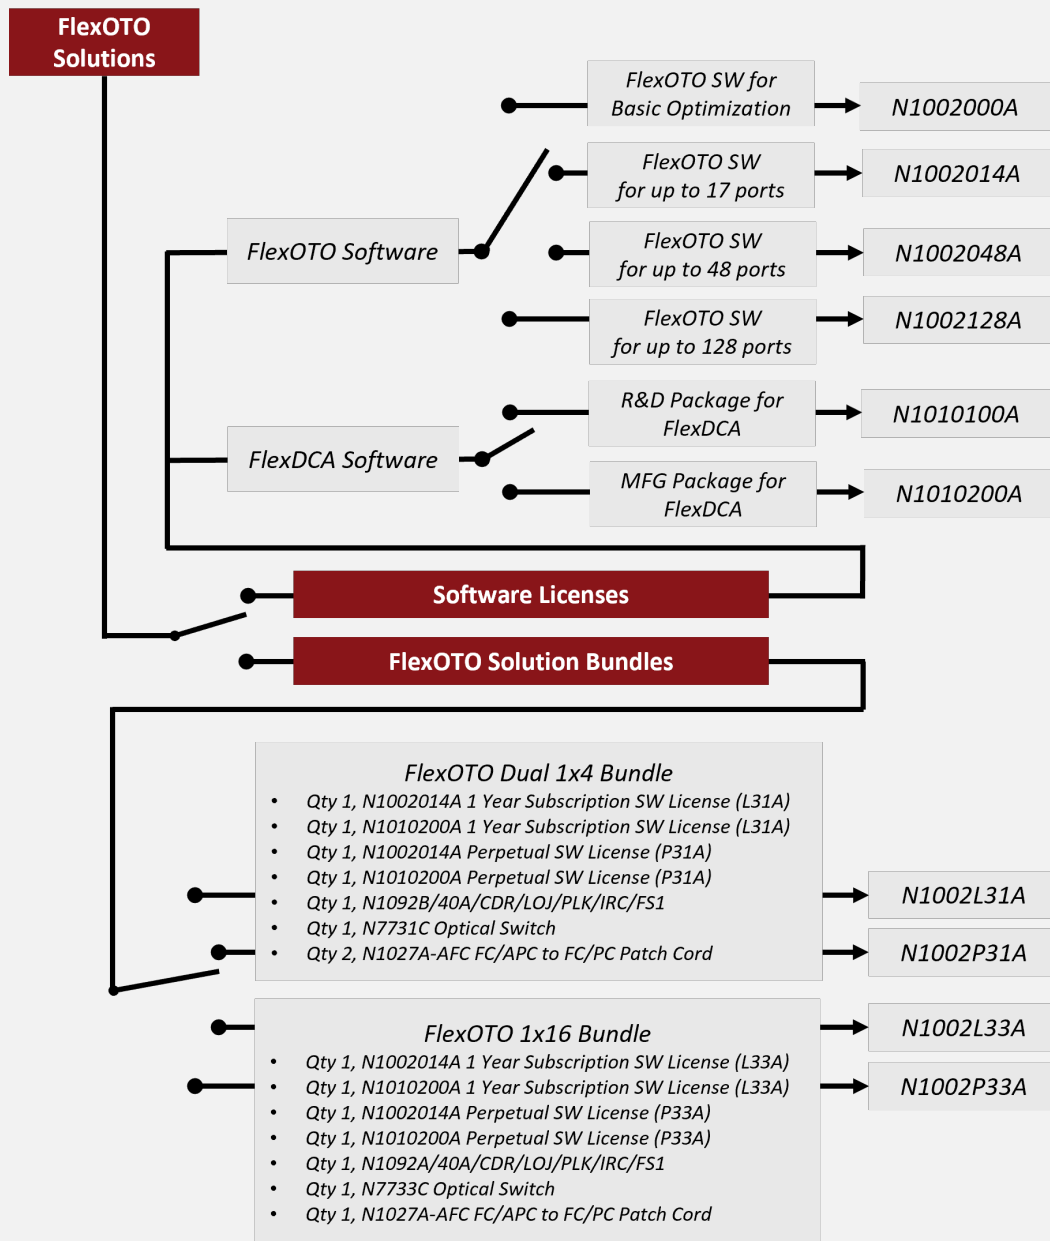 FlexOTO
Solutions
FlexOTO SW for
Basic Optimization
N1002000A
FlexOTO SW
for up to 17 ports
N1002014A
FlexOTO Software
FlexOTO SW
for up to 48 ports
N1002048A
FlexOTO SW
for up to 128 ports
N1002128A
FlexDCA Software
R&D Package for
FlexDCA
N1010100A
MFG Package for
FlexDCA
N1010200A
Software Licenses
FlexOTO Solution Bundles
FlexOTO Dual 1x4 Bundle
• Qty 1, N1002014A 1 Year Subscription SW License (L31A)
• Qty 1, N1010200A 1 Year Subscription SW License (L31A)
• Qty 1, N1002014A Perpetual SW License (P31A)
• Qty 1, N1010200A Perpetual SW License (P31A)
• Qty 1, N1092B/40A/CDR/LOJ/PLK/IRC/FS1
• Qty 1, N7731C Optical Switch
• Qty 2, N1027A-AFC FC/APC to FC/PC Patch Cord
N1002L31A
N1002P31A
FlexOTO 1x16 Bundle
• Qty 1, N1002014A 1 Year Subscription SW License (L33A)
• Qty 1, N1010200A 1 Year Subscription SW License (L33A)
• Qty 1, N1002014A Perpetual SW License (P33A)
• Qty 1, N1010200A Perpetual SW License (P33A)
• Qty 1, N1092A/40A/CDR/LOJ/PLK/IRC/FS1
• Qty 1, N7733C Optical Switch
• Qty 1, N1027A-AFC FC/APC to FC/PC Patch Cord
N1002L33A
N1002P33A